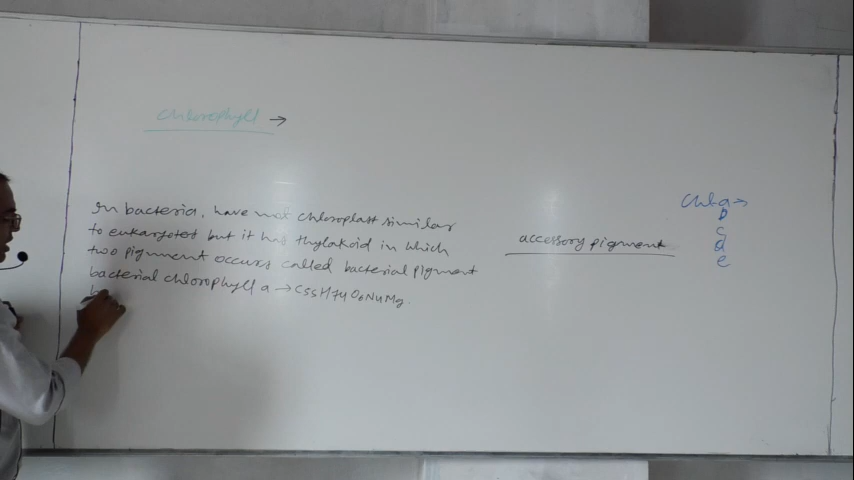 chlorophyll →
In bacteria, have not chloroplast similar
to eukaryotes but it has thylakoid in which
two pigment occurs called bacterial pigment
bacterial chlorophyll a → C55H74O6N4Mg.
b
accessory pigment
Chl a →
b
c
d
e